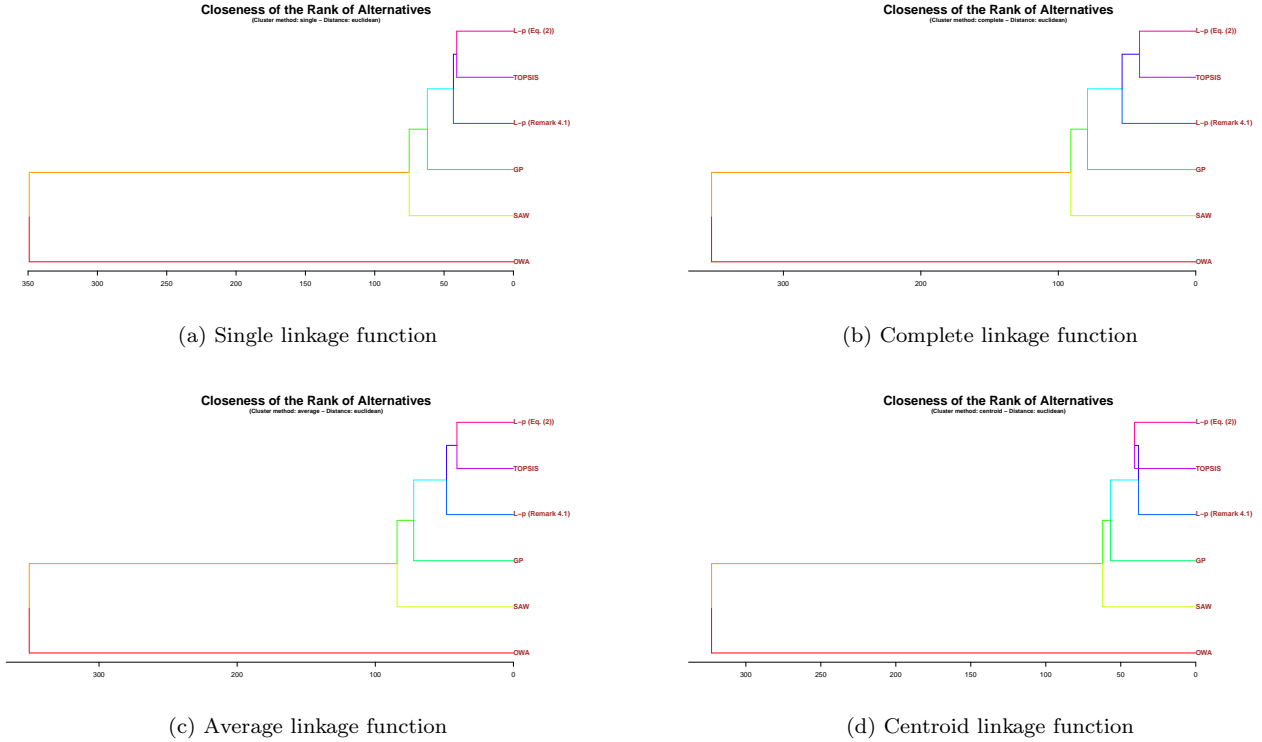 Closeness of the Rank of Alternatives
(Cluster method: single – Distance: euclidean)
L–p (Eq. (2))
TOPSIS
L–p (Remark 4.1)
GP
SAW
OWA
350 300 250 200 150 100 50 0
(a) Single linkage function
Closeness of the Rank of Alternatives
(Cluster method: complete – Distance: euclidean)
L–p (Eq. (2))
TOPSIS
L–p (Remark 4.1)
GP
SAW
OWA
300 200 100 0
(b) Complete linkage function
Closeness of the Rank of Alternatives
(Cluster method: average – Distance: euclidean)
L–p (Eq. (2))
TOPSIS
L–p (Remark 4.1)
GP
SAW
OWA
300 200 100 0
(c) Average linkage function
Closeness of the Rank of Alternatives
(Cluster method: centroid – Distance: euclidean)
L–p (Eq. (2))
TOPSIS
L–p (Remark 4.1)
GP
SAW
OWA
300 250 200 150 100 50 0
(d) Centroid linkage function